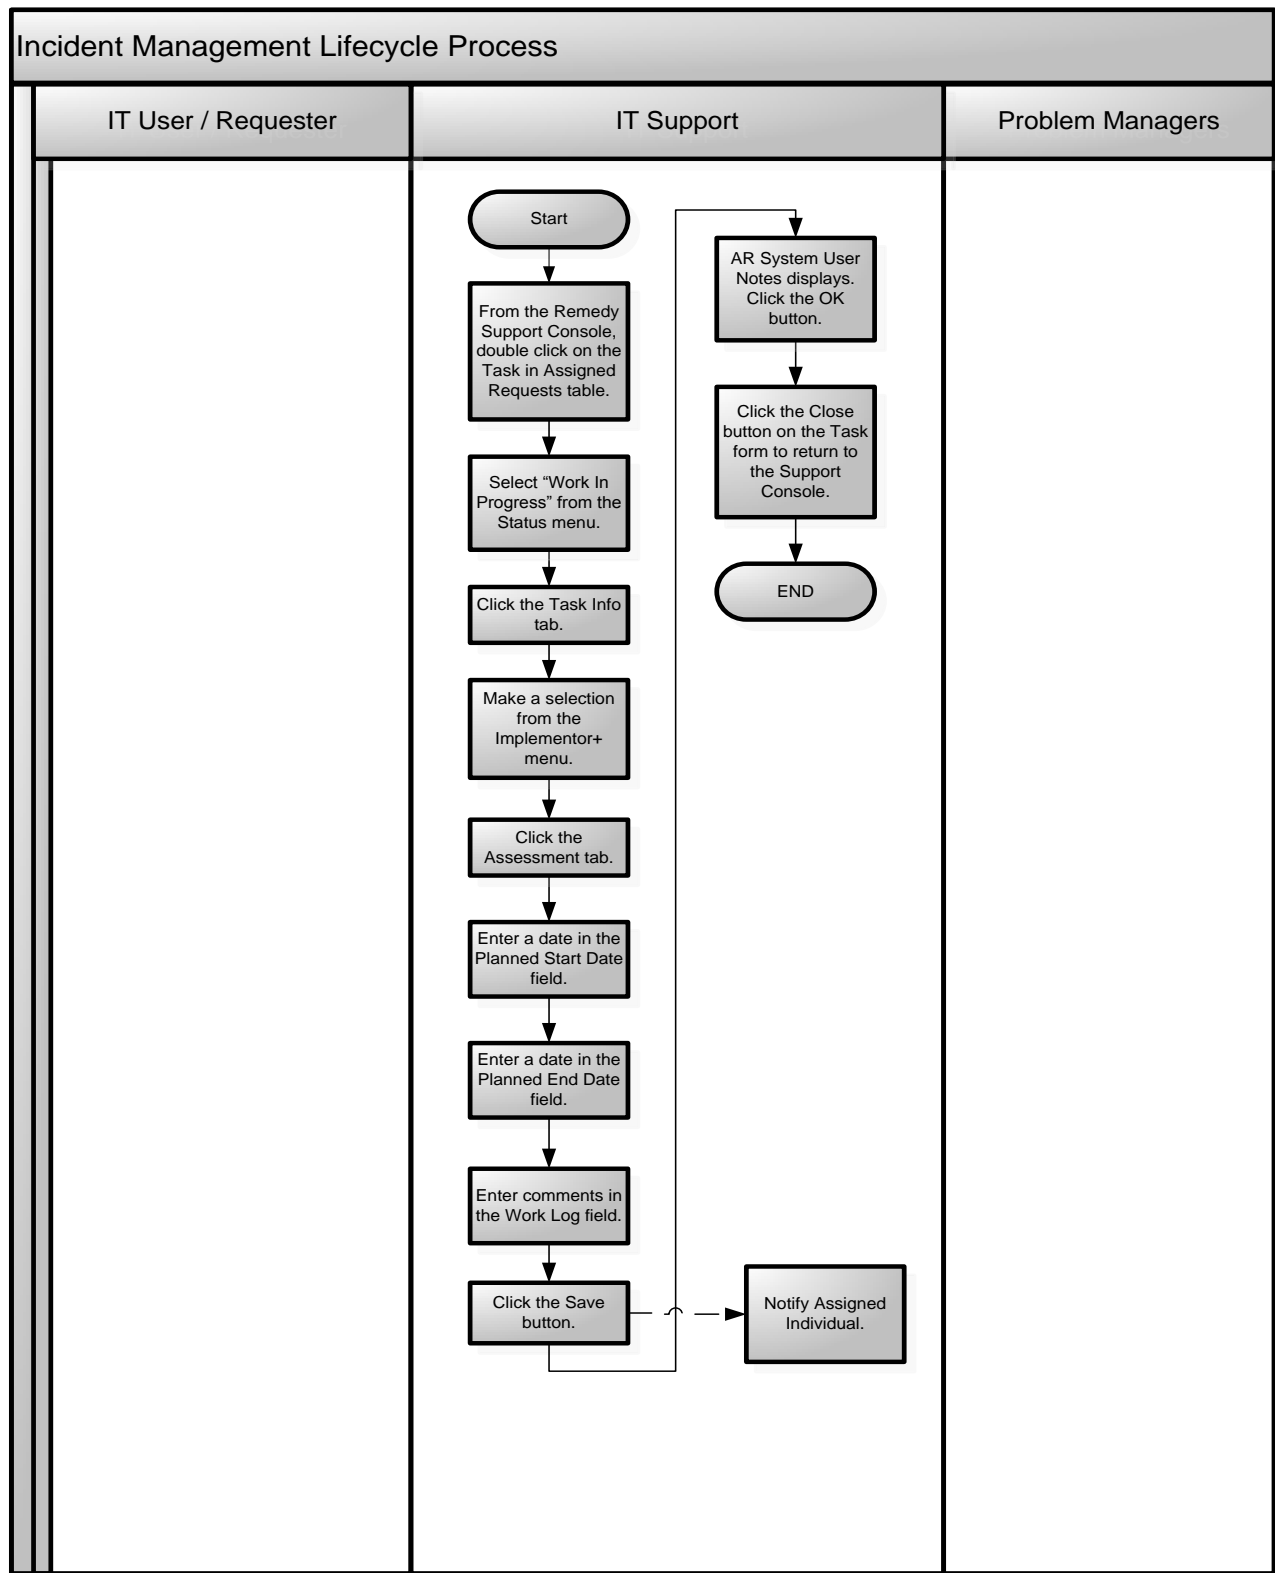 Incident Management Lifecycle Process
IT User / Requester
IT Support
Problem Managers
Start
From the Remedy
Support Console,
double click on the
Task in Assigned
Requests table.
Select “Work In
Progress” from the
Status menu.
Click the Task Info
tab.
Make a selection
from the
Implementor+
menu.
Click the
Assessment tab.
Enter a date in the
Planned Start Date
field.
Enter a date in the
Planned End Date
field.
Enter comments in
the Work Log field.
Click the Save
button.
Notify Assigned
Individual.
AR System User
Notes displays.
Click the OK
button.
Click the Close
button on the Task
form to return to
the Support
Console.
END